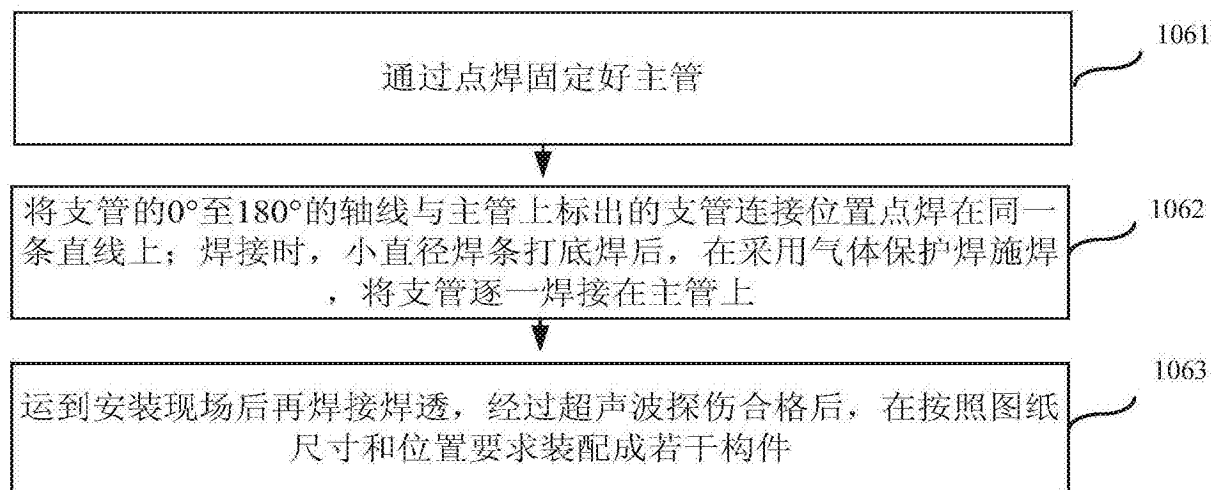 1061
通过点焊固定好主管
1062
将支管的0°至180°的轴线与主管上标出的支管连接位置点焊在同一
条直线上；焊接时，小直径焊条打底焊后，在采用气体保护焊施焊
，将支管逐一焊接在主管上
1063
运到安装现场后再焊接焊透，经过超声波探伤合格后，在按照图纸
尺寸和位置要求装配成若干构件